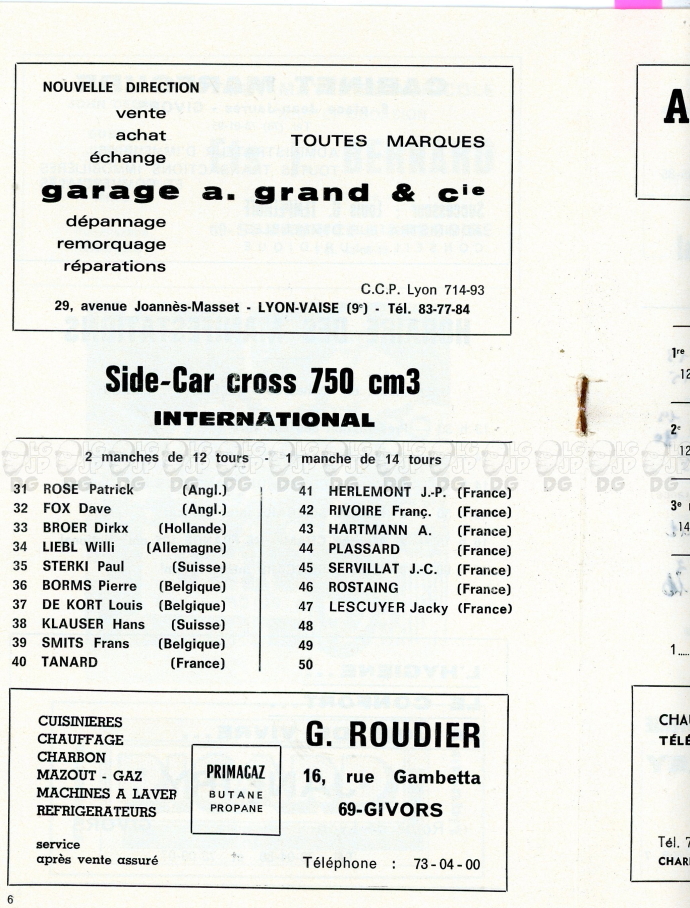 NOUVELLE DIRECTION
vente
achat
échange
TOUTES MARQUES
garage a. grand & cie
dépannage
remorquage
réparations
C.C.P. Lyon 714-93
29, avenue Joannès-Masset - LYON-VAISE (9e) - Tél. 83-77-84
Side-Car cross 750 cm3
INTERNATIONAL
2 manches de 12 tours - 1 manche de 14 tours
31 ROSE Patrick (Angl.)
32 FOX Dave (Angl.)
33 BROER Dirkx (Hollande)
34 LIEBL Willi (Allemagne)
35 STERKI Paul (Suisse)
36 BORMS Pierre (Belgique)
37 DE KORT Louis (Belgique)
38 KLAUSER Hans (Suisse)
39 SMITS Frans (Belgique)
40 TANARD (France)
41 HERLEMONT J.-P. (France)
42 RIVOIRE Franç. (France)
43 HARTMANN A. (France)
44 PLASSARD (France)
45 SERVILLAT J.-C. (France)
46 ROSTAING (France)
47 LESCUYER Jacky (France)
48
49
50
CUISINIERES
CHAUFFAGE
CHARBON
MAZOUT - GAZ
MACHINES A LAVER
REFRIGERATEURS
service
après vente assuré
PRIMAGAZ
BUTANE
PROPANE
G. ROUDIER
16, rue Gambetta
69-GIVORS
Téléphone : 73-04-00
6
A
1re
12
2e
12
3e
14
1
CHAU
TÉLÉ
Tél. 7
CHAR